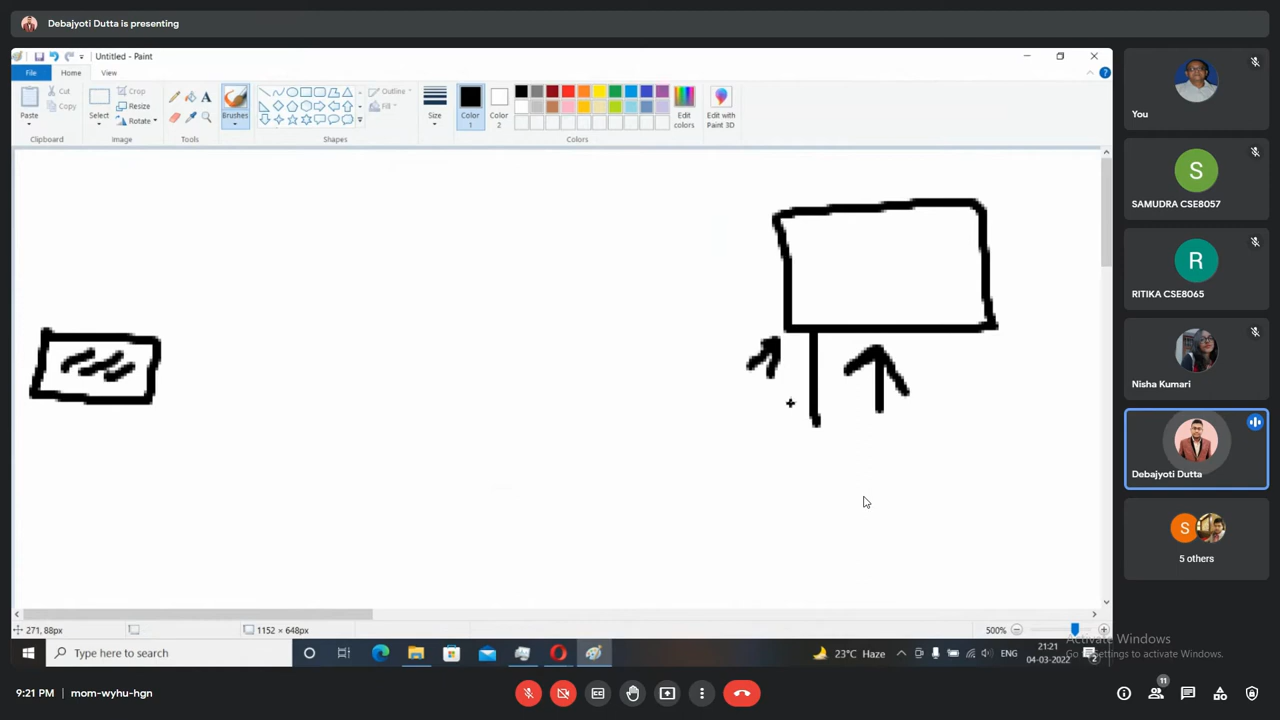 Debajyoti Dutta is presenting
Untitled - Paint
File Home View
Paste
Cut
Copy
Clipboard
Select
Crop
Resize
Rotate
Image
A
Tools
Brushes
Shapes
Outline
Fill
Size
Color 1
Color 2
Edit colors
Colors
Edit with Paint 3D
You
S
SAMUDRA CSE8057
R
RITIKA CSE8065
Nisha Kumari
Debajyoti Dutta
S
5 others
271, 88px
1152 × 648px
500%
Activate Windows
Go to Settings to activate Windows.
Type here to search
23°C Haze
ENG
21:21
04-03-2022
2
9:21 PM mom-wyhu-hgn
11